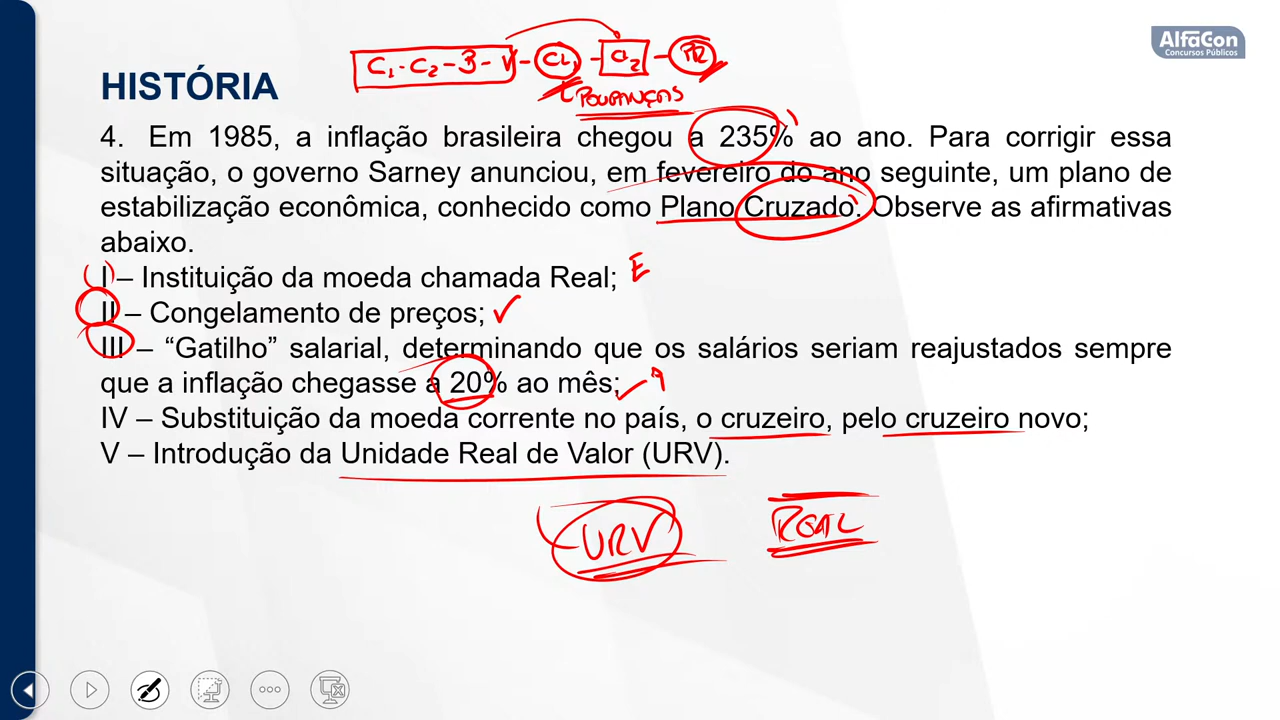 AlfaCon
Concursos Públicos
C₁ - C₂ - B - V - CL₁ - CL₂ - PR
POUPANÇAS
HISTÓRIA
4. Em 1985, a inflação brasileira chegou a 235% ao ano. Para corrigir essa
situação, o governo Sarney anunciou, em fevereiro do ano seguinte, um plano de
estabilização econômica, conhecido como Plano Cruzado. Observe as afirmativas
abaixo.
I – Instituição da moeda chamada Real; E
II – Congelamento de preços;
III – “Gatilho” salarial, determinando que os salários seriam reajustados sempre
que a inflação chegasse a 20% ao mês;
IV – Substituição da moeda corrente no país, o cruzeiro, pelo cruzeiro novo;
V – Introdução da Unidade Real de Valor (URV).
URV REAL